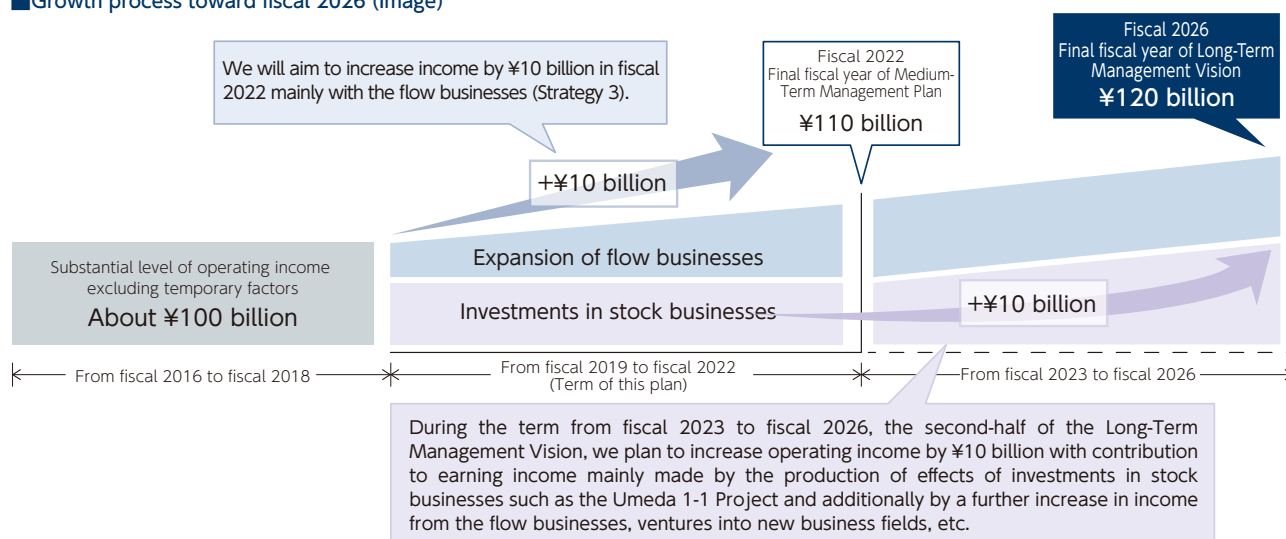 ■Growth process toward fiscal 2026 (image)
We will aim to increase income by ¥10 billion in fiscal
2022 mainly with the flow businesses (Strategy 3).
Fiscal 2022
Final fiscal year of Medium-
Term Management Plan
¥110 billion
Fiscal 2026
Final fiscal year of Long-Term
Management Vision
¥120 billion
+¥10 billion
Substantial level of operating income
excluding temporary factors
About ¥100 billion
Expansion of flow businesses
Investments in stock businesses
+¥10 billion
From fiscal 2016 to fiscal 2018
From fiscal 2019 to fiscal 2022
(Term of this plan)
From fiscal 2023 to fiscal 2026
During the term from fiscal 2023 to fiscal 2026, the second-half of the Long-Term
Management Vision, we plan to increase operating income by ¥10 billion with contribution
to earning income mainly made by the production of effects of investments in stock
businesses such as the Umeda 1-1 Project and additionally by a further increase in income
from the flow businesses, ventures into new business fields, etc.